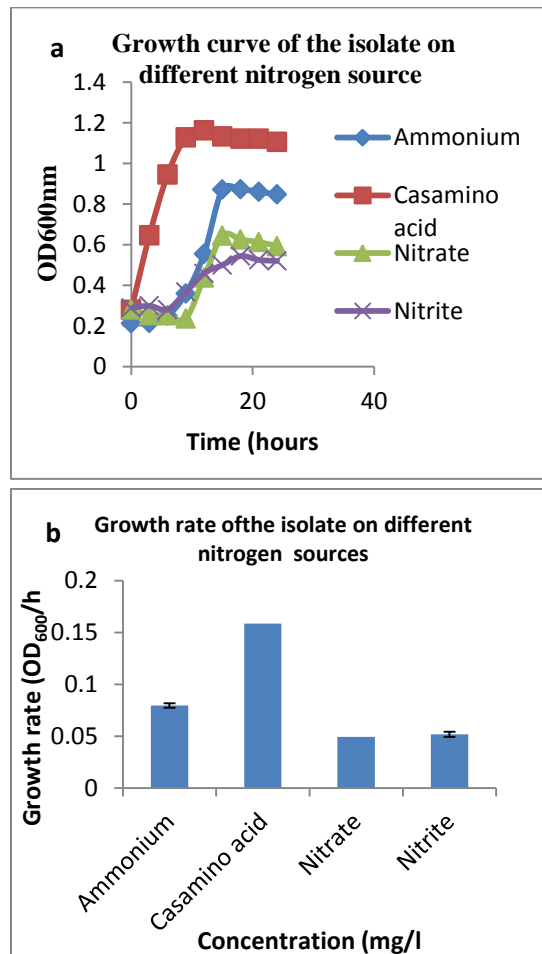 a
Growth curve of the isolate on
different nitrogen source
1.4
1.2
1
0.8
0.6
0.4
0.2
0
OD600nm
0
20
40
Time (hours
Ammonium
Casamino
acid
Nitrate
Nitrite
b
Growth rate ofthe isolate on different
nitrogen sources
0.2
0.15
0.1
0.05
0
Growth rate (OD600/h
Ammonium
Casamino acid
Nitrate
Nitrite
Concentration (mg/l